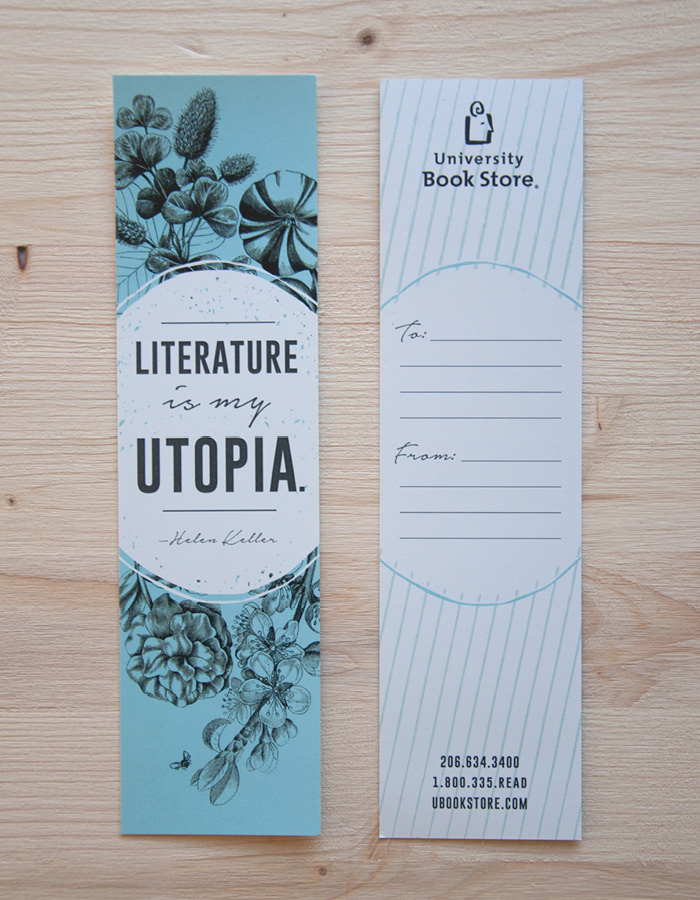 LITERATURE
is my
UTOPIA.
-Helen Keller
University
Book Store.
To:
From:
206.634.3400
1.800.335.READ
UBOOKSTORE.COM